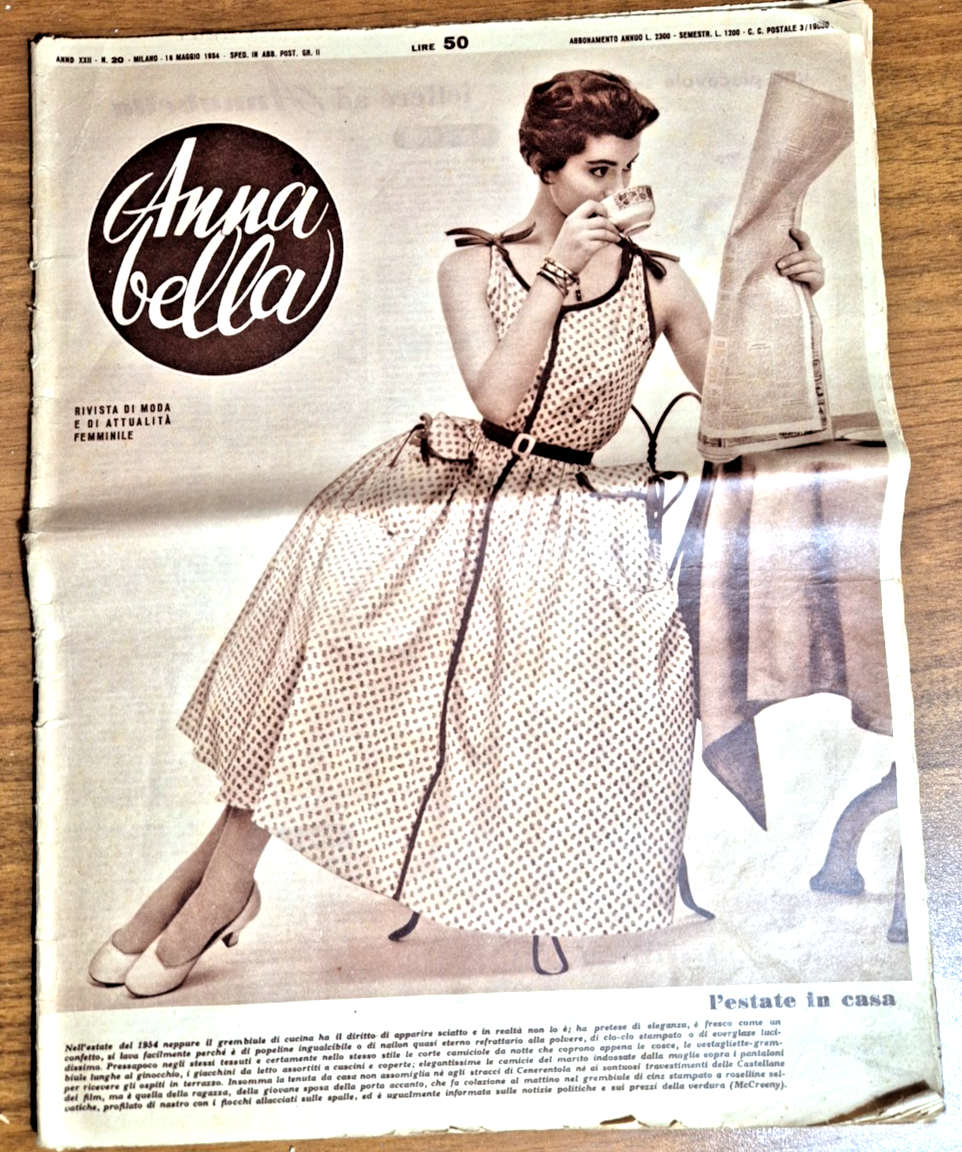 ANNO XXII - N. 20 - MILANO - 16 MAGGIO 1954 - SPED. IN ABB. POST. GR. II
LIRE 50
ABBONAMENTO ANNUO L. 2300 - SEMESTR. L. 1200 - C. C. POSTALE
Anna
bella
RIVISTA DI MODA
E DI ATTUALITÀ
FEMMINILE
l'estate in casa
Nell'estate del 1954 neppure il grembiule di cucina ha il diritto di apparire sciatto e in realtà non lo è; ha pretese di eleganza, è fresco come un
confetto, si lava facilmente perché è di popeline ingualcibile o di nailon quasi eterno refrattario alla polvere, di clo-clo stampato o di everglaze luci-
dissimo. Pressapoco negli stessi tessuti e certamente nello stesso stile le corte camiciole da notte che coprono appena le cosce, le vestagliette-grem-
biule lunghe al ginocchio, i giacchini da letto assortiti a cuscini e coperte; elegantissime le camicie del marito indossate dalla moglie sopra i pantaloni
per ricevere gli ospiti in terrazzo. Insomma la tenuta da casa non assomiglia né agli stracci di Cenerentola né ai sontuosi travestimenti delle Castellane
dei film, ma è quella della ragazza, della giovane sposa della porta accanto, che fa colazione al mattino nel grembiule di cinz stampato a roselline sel-
vatiche, profilato di nastro con i fiocchi allacciati sulle spalle, ed è ugualmente informata sulle notizie politiche e sui prezzi della verdura (McCreeny).